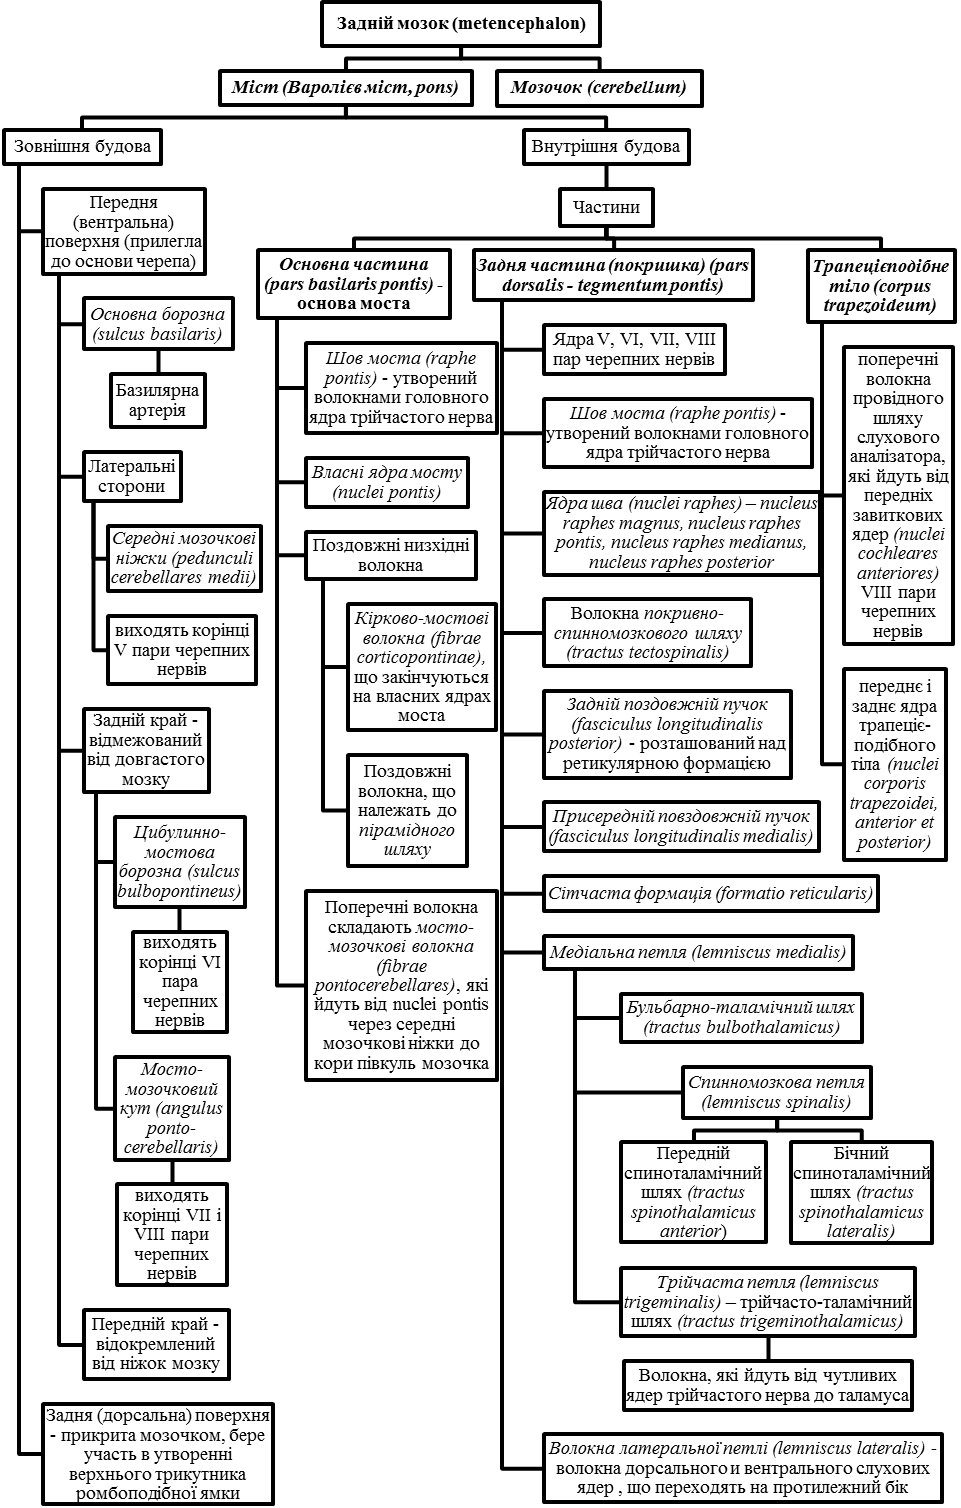 Задній мозок (metencephalon)
Міст (Варолієв міст, pons)
Мозочок (cerebellum)
Зовнішня будова
Передня
(вентральна)
поверхня (прилегла
до основи черепа)
Основна борозна
(sulcus basilaris)
Базилярна
артерія
Латеральні
сторони
Середні мозочкові
ніжки (pedunculi
cerebellares medii)
виходять корінці
V пари черепних
нервів
Задній край -
відмежований
від довгастого
мозку
Цибулинно-
мостова
борозна (sulcus
bulbopontineus)
виходять
корінці VI
пара
черепних
нервів
Мосто-
мозочковий
кут (angulus
ponto-
cerebellaris)
виходять
корінці VII і
VIII пари
черепних
нервів
Передній край -
відокремлений
від ніжок мозку
Задня (дорсальна) поверхня
- прикрита мозочком, бере
участь в утворенні
верхнього трикутника
ромбоподібної ямки
Внутрішня будова
Частини
Основна частина
(pars basilaris pontis) -
основа моста
Шов моста (raphe
pontis) - утворений
волокнами головного
ядра трійчастого нерва
Власні ядра мосту
(nuclei pontis)
Поздовжні низхідні
волокна
Кірково-мостові
волокна (fibrae
corticopontinae),
що закінчуються
на власних ядрах
моста
Поздовжні
волокна, що
належать до
пірамідного
шляху
Поперечні волокна
складають мосто-
мозочкові волокна
(fibrae
pontocerebellares), які
йдуть від nuclei pontis
через середні
мозочкові ніжки до
кори півкуль мозочка
Задня частина (покришка) (pars
dorsalis - tegmentum pontis)
Ядра V, VI, VII, VIII
пар черепних нервів
Шов моста (raphe pontis) -
утворений волокнами головного
ядра трійчастого нерва
Ядра шва (nuclei raphes) – nucleus
raphes magnus, nucleus raphes
pontis, nucleus raphes medianus,
nucleus raphes posterior
Волокна покривно-
спинномозкового шляху
(tractus tectospinalis)
Задній поздовжній пучок
(fasciculus longitudinalis
posterior) - розташований над
ретикулярною формацією
Присередній повздовжній пучок
(fasciculus longitudinalis medialis)
Сітчаста формація (formatio reticularis)
Медіальна петля (lemniscus medialis)
Бульбарно-таламічний шлях
(tractus bulbothalamicus)
Спинномозкова петля
(lemniscus spinalis)
Передній
спиноталамічний
шлях (tractus
spinothalamicus
anterior)
Бічний
спиноталамічний
шлях (tractus
spinothalamicus
lateralis)
Трійчаста петля (lemniscus
trigeminalis) – трійчасто-таламічний
шлях (tractus trigeminothalamicus)
Волокна, які йдуть від чутливих
ядер трійчастого нерва до таламуса
Волокна латеральної петлі (lemniscus lateralis) -
волокна дорсального и вентрального слухових
ядер , що переходять на протилежний бік
Трапецієподібне
тіло (corpus
trapezoideum)
поперечні
волокна
провідного
шляху
слухового
аналізатора,
які йдуть від
передніх
завиткових
ядер (nuclei
cochleares
anteriores)
VIII пари
черепних
нервів
переднє і
заднє ядра
трапеціє-
подібного
тіла (nuclei
corporis
trapezoidei,
anterior et
posterior)